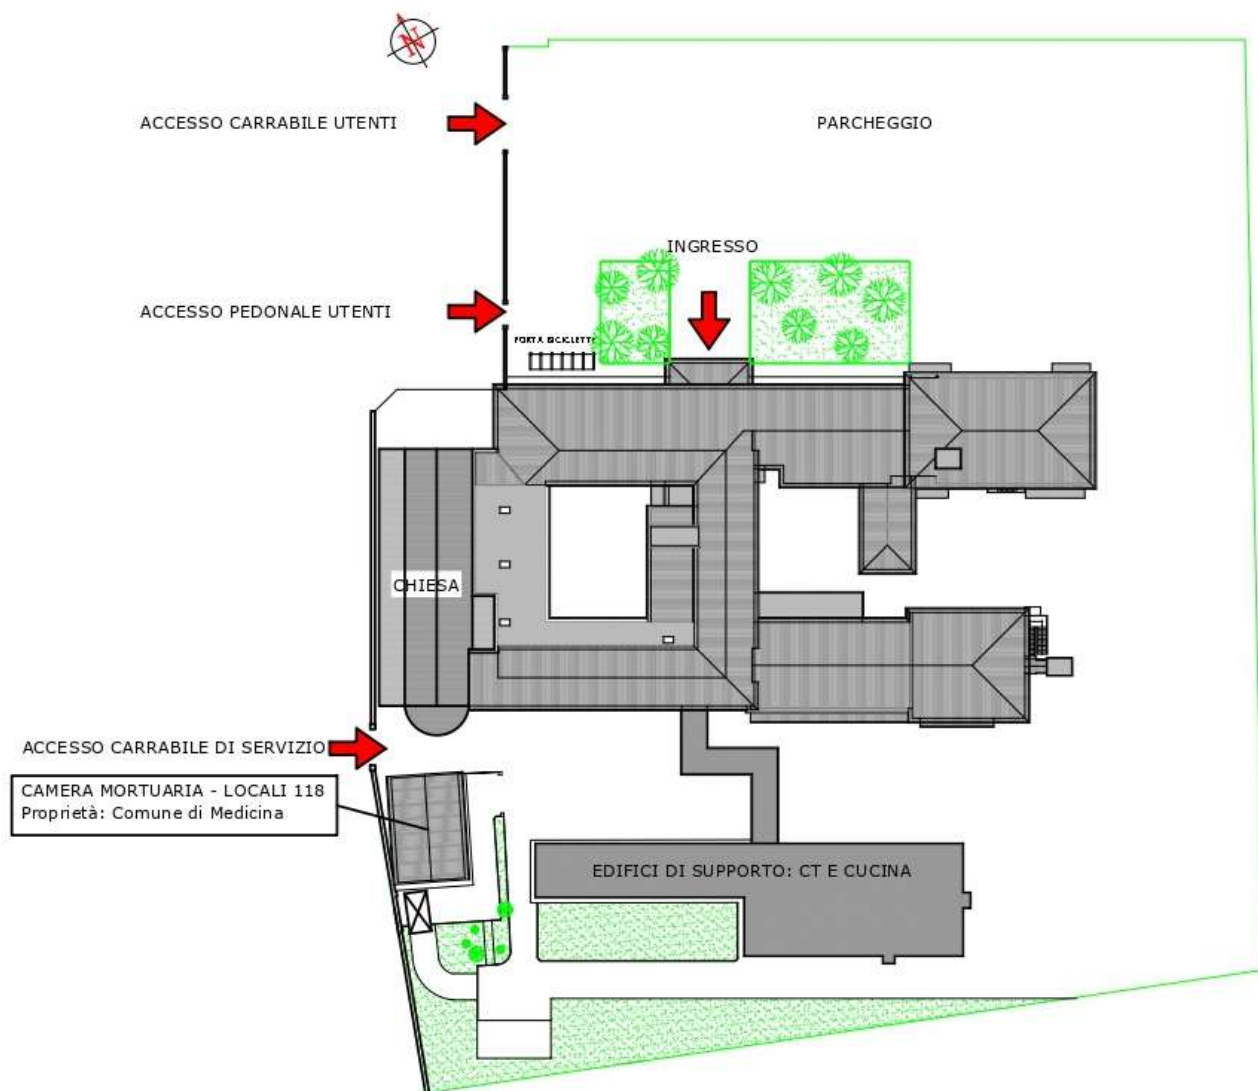 N
ACCESSO CARRABILE UTENTI
PARCHEGGIO
INGRESSO
ACCESSO PEDONALE UTENTI
PORTA BICICLETTE
CHIESA
ACCESSO CARRABILE DI SERVIZIO
CAMERA MORTUARIA - LOCALI 118
Proprietà: Comune di Medicina
EDIFICI DI SUPPORTO: CT E CUCINA